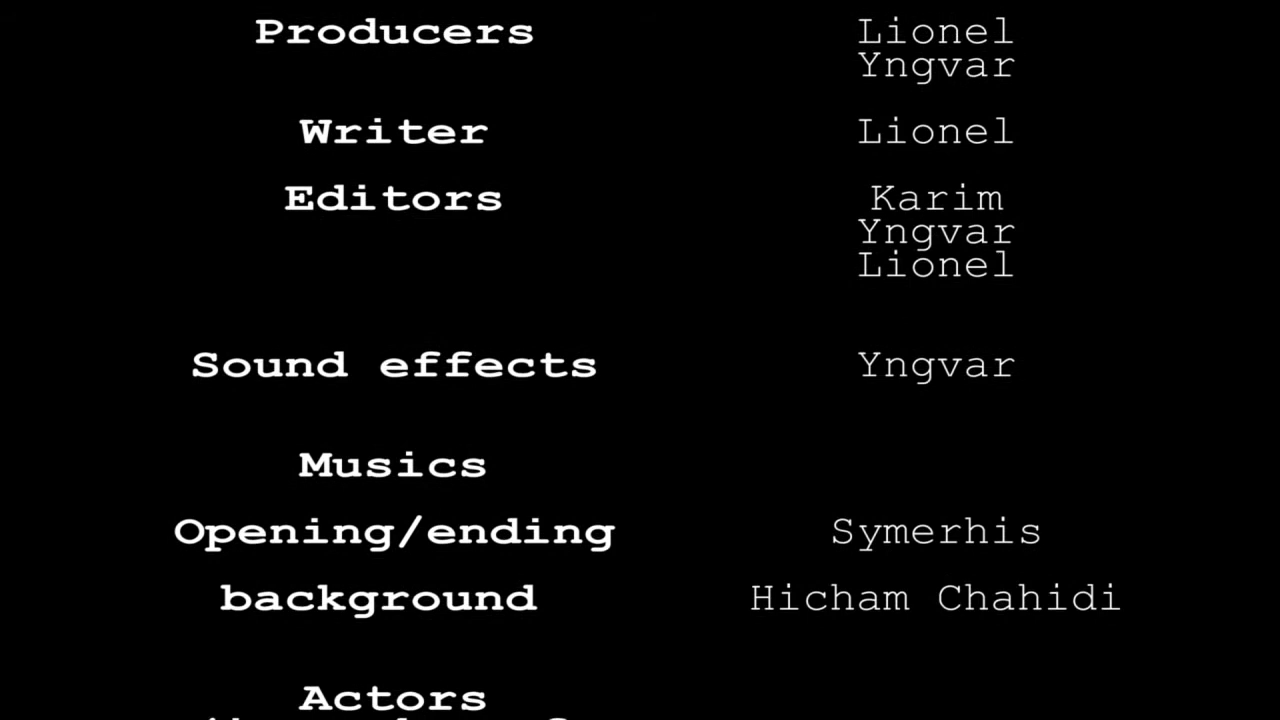 Producers Lionel
Yngvar
Writer Lionel
Editors Karim
Yngvar
Lionel
Sound effects Yngvar
Musics
Opening/ending Symerhis
background Hicham Chahidi
Actors